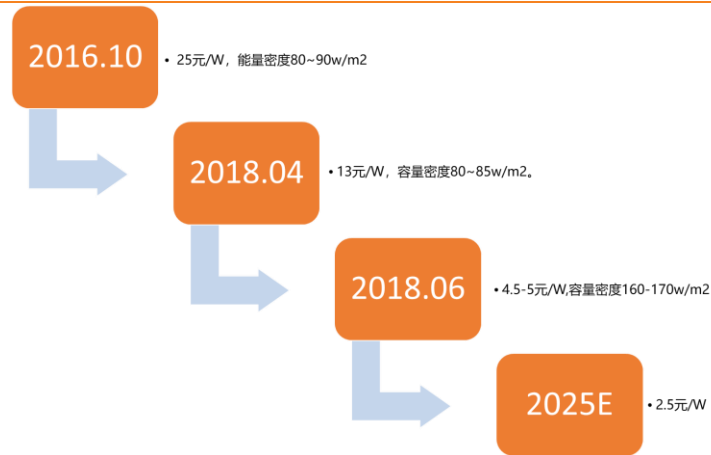 2016.10
• 25元/W，能量密度80~90w/m2
2018.04
• 13元/W，容量密度80~85w/m2。
2018.06
• 4.5-5元/W,容量密度160-170w/m2
2025E
• 2.5元/W